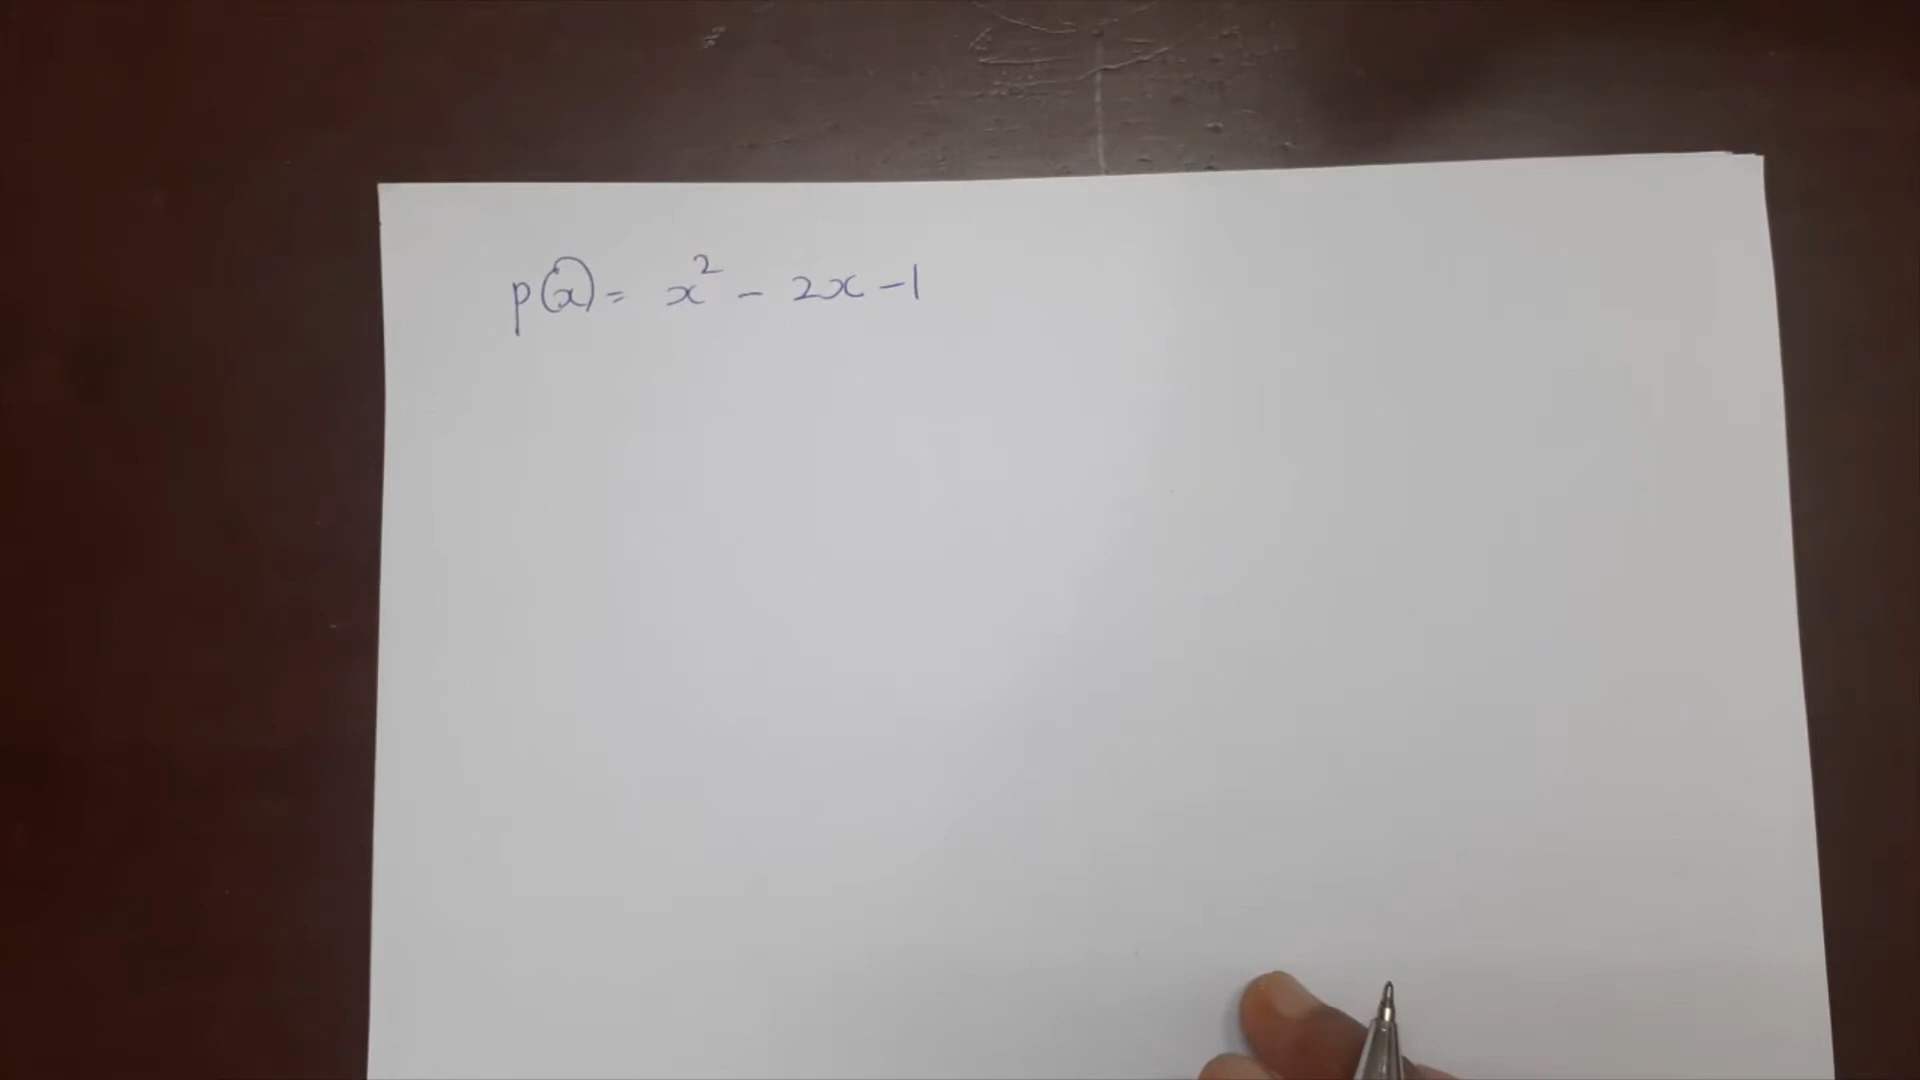 p(x) = x² - 2x - 1